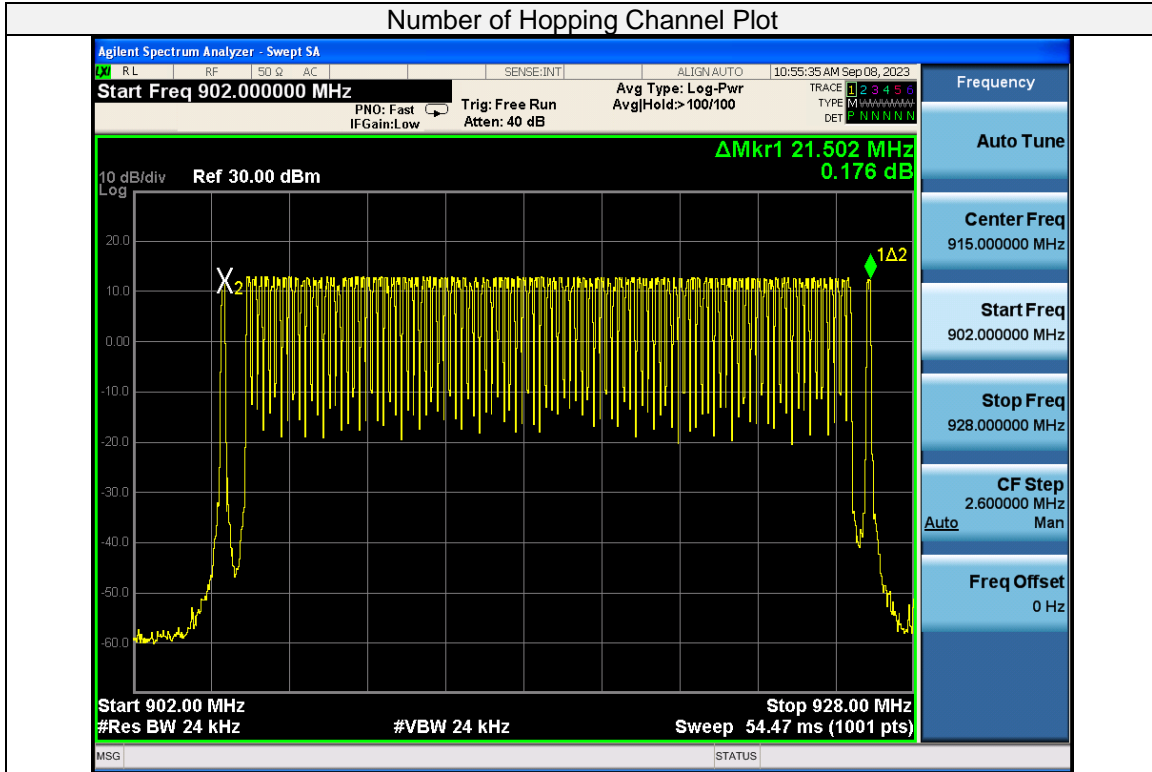 Number of Hopping Channel Plot
Agilent Spectrum Analyzer - Swept SA
LXI RL RF 50 Ω AC SENSE:INT ALIGN AUTO 10:55:35 AM Sep 08, 2023
Start Freq 902.000000 MHz
PNO: Fast
IFGain:Low
Trig: Free Run
Atten: 40 dB
Avg Type: Log-Pwr
Avg|Hold:>100/100
TRACE 1 2 3 4 5 6
TYPE M
DET P N N N N N
ΔMkr1 21.502 MHz
0.176 dB
10 dB/div Ref 30.00 dBm
Log
20.0
10.0
0.00
-10.0
-20.0
-30.0
-40.0
-50.0
-60.0
X2
1Δ2
Start 902.00 MHz
#Res BW 24 kHz
#VBW 24 kHz
Stop 928.00 MHz
Sweep 54.47 ms (1001 pts)
MSG
STATUS
Frequency
Auto Tune
Center Freq
915.000000 MHz
Start Freq
902.000000 MHz
Stop Freq
928.000000 MHz
CF Step
2.600000 MHz
Auto Man
Freq Offset
0 Hz